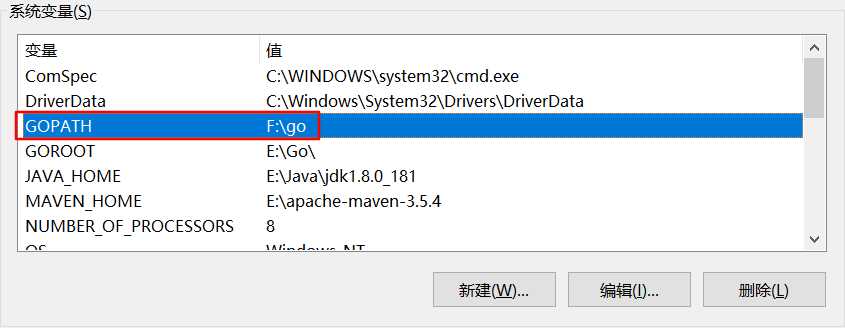 系统变量(S)
变量 值
ComSpec C:\WINDOWS\system32\cmd.exe
DriverData C:\Windows\System32\Drivers\DriverData
GOPATH F:\go
GOROOT E:\Go\
JAVA_HOME E:\Java\jdk1.8.0_181
MAVEN_HOME E:\apache-maven-3.5.4
NUMBER_OF_PROCESSORS 8
OS Windows_NT
新建(W)... 编辑(I)... 删除(L)